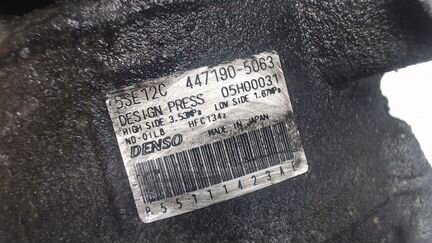 5SE12C 447190-5063
DESIGN PRESS 05H00031
HIGH SIDE 3.53MPa LOW SIDE 1.67MPa
ND-OIL8 HFC134a
DENSO MADE IN JAPAN